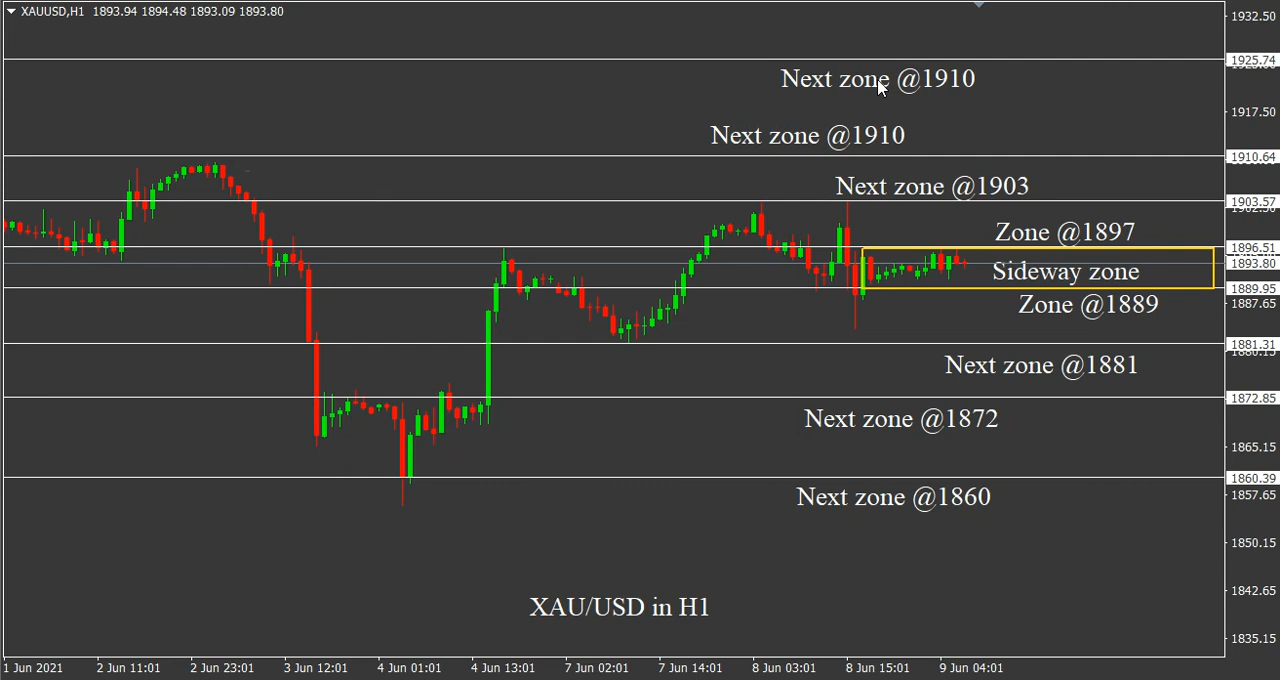 XAUUSD,H1 1893.94 1894.48 1893.09 1893.80
1932.50
1925.74
Next zone @1910
1917.50
Next zone @1910
1910.64
Next zone @1903
1903.57
Zone @1897
1896.51
1893.80
Sideway zone
1889.95
Zone @1889
1887.65
1881.31
Next zone @1881
1872.85
Next zone @1872
1865.15
1860.39
Next zone @1860
1857.65
1850.15
1842.65
XAU/USD in H1
1835.15
1 Jun 2021 2 Jun 11:01 2 Jun 23:01 3 Jun 12:01 4 Jun 01:01 4 Jun 13:01 7 Jun 02:01 7 Jun 14:01 8 Jun 03:01 8 Jun 15:01 9 Jun 04:01